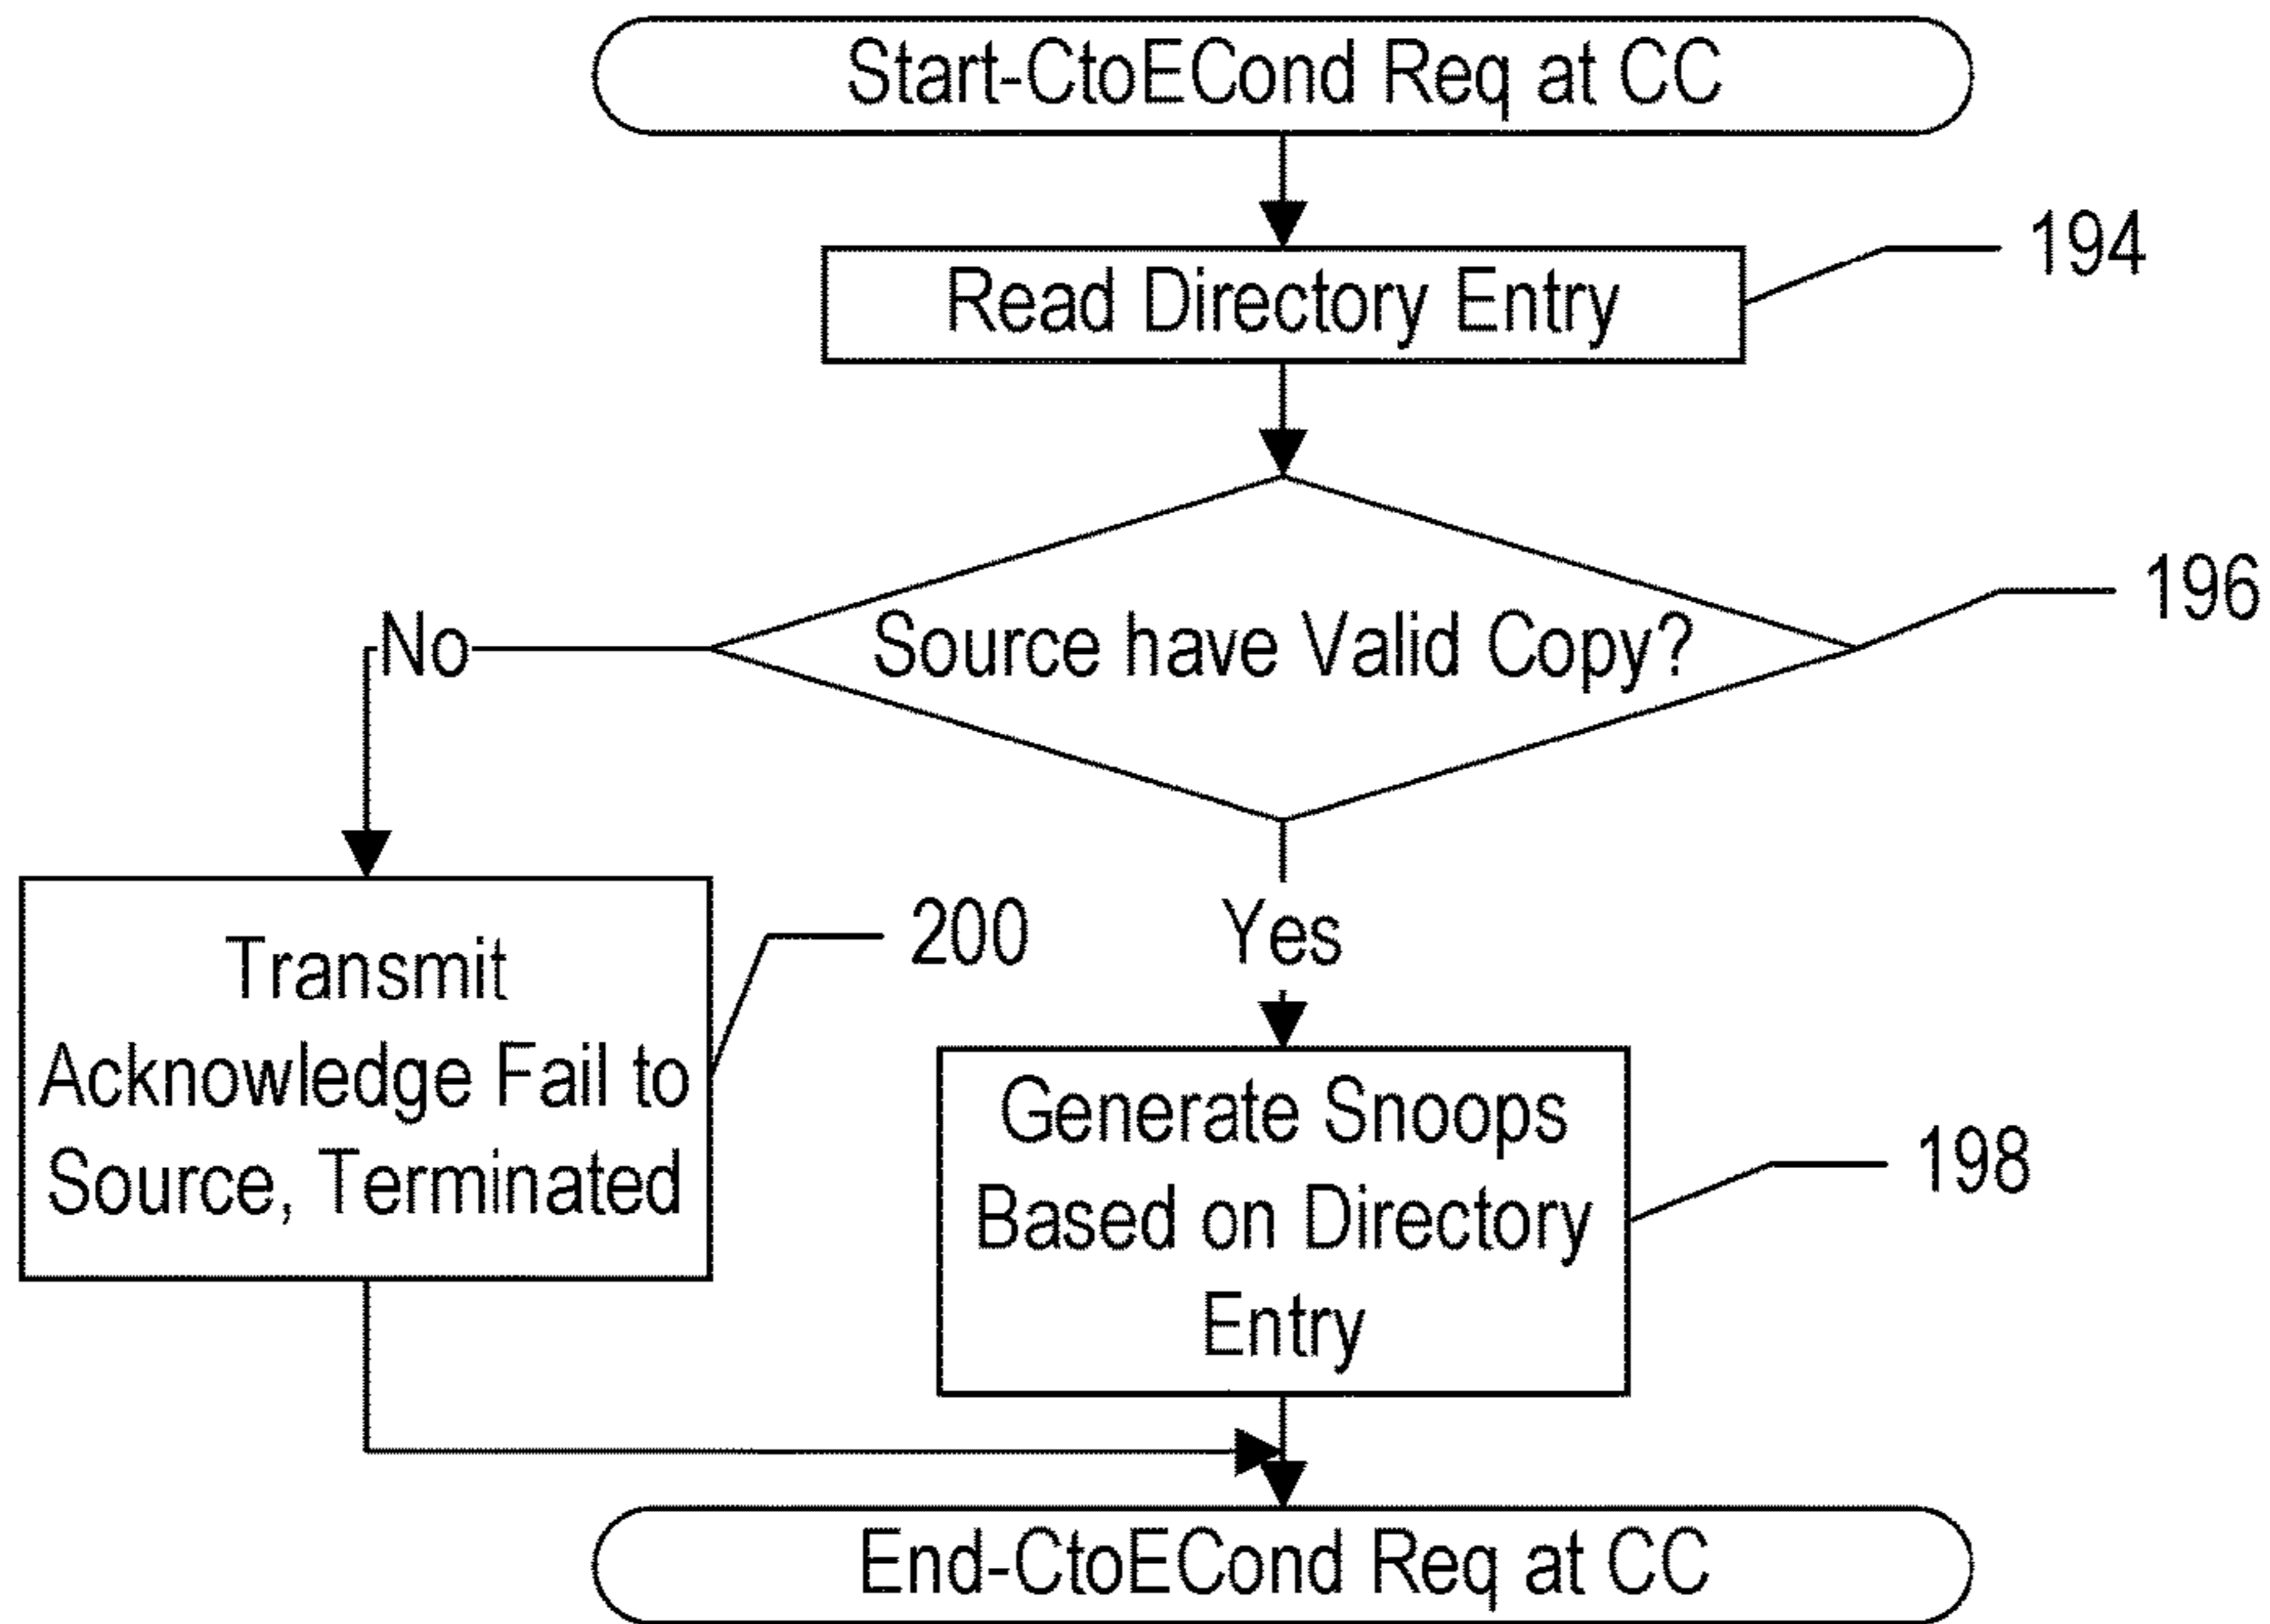 Start-CtoECond Req at CC
Read Directory Entry
194
Source have Valid Copy?
196
No
Yes
Transmit
Acknowledge Fail to
Source, Terminated
200
Generate Snoops
Based on Directory
Entry
198
End-CtoECond Req at CC